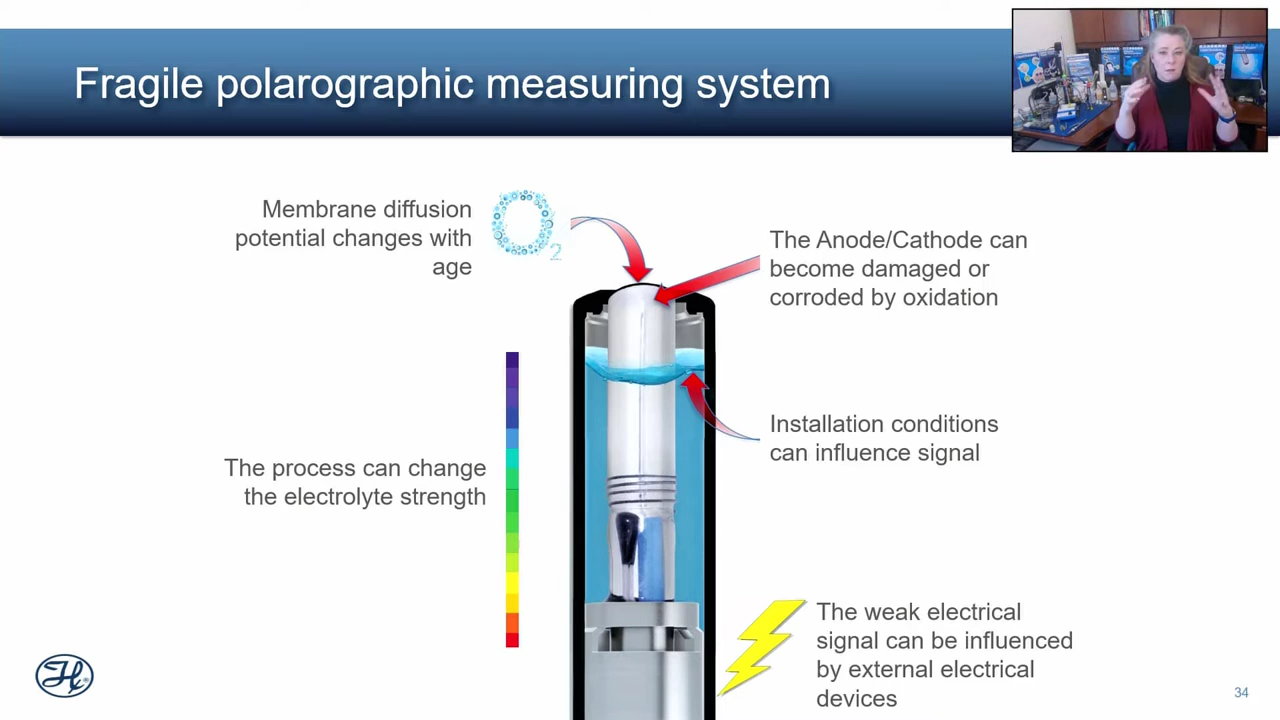 Fragile polarographic measuring system
Membrane diffusion
potential changes with
age
O2
The Anode/Cathode can
become damaged or
corroded by oxidation
Installation conditions
can influence signal
The process can change
the electrolyte strength
The weak electrical
signal can be influenced
by external electrical
devices
H®
34